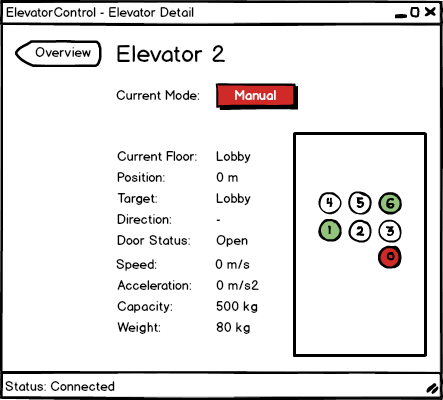 ElevatorControl - Elevator Detail
Overview
Elevator 2
Current Mode: Manual
Current Floor: Lobby
Position: 0 m
Target: Lobby
Direction: -
Door Status: Open
Speed: 0 m/s
Acceleration: 0 m/s2
Capacity: 500 kg
Weight: 80 kg
4 5 6
1 2 3
0
Status: Connected